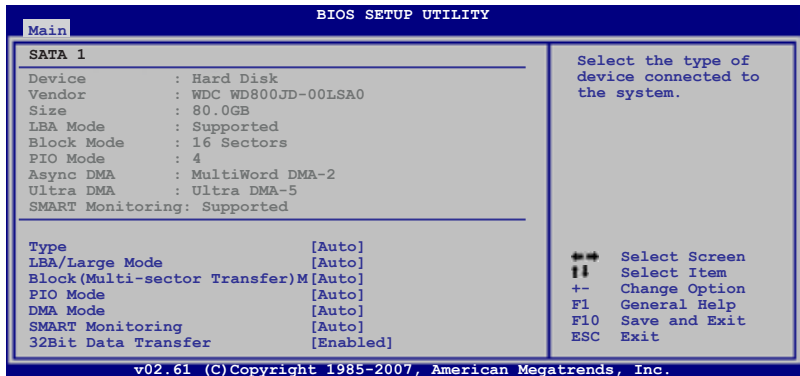 BIOS SETUP UTILITY
Main
SATA 1
Device : Hard Disk
Vendor : WDC WD800JD-00LSA0
Size : 80.0GB
LBA Mode : Supported
Block Mode : 16 Sectors
PIO Mode : 4
Async DMA : MultiWord DMA-2
Ultra DMA : Ultra DMA-5
SMART Monitoring: Supported
Type [Auto]
LBA/Large Mode [Auto]
Block(Multi-sector Transfer)M[Auto]
PIO Mode [Auto]
DMA Mode [Auto]
SMART Monitoring [Auto]
32Bit Data Transfer [Enabled]
Select the type of
device connected to
the system.
Select Screen
Select Item
+- Change Option
F1 General Help
F10 Save and Exit
ESC Exit
v02.61 (C)Copyright 1985-2007, American Megatrends, Inc.